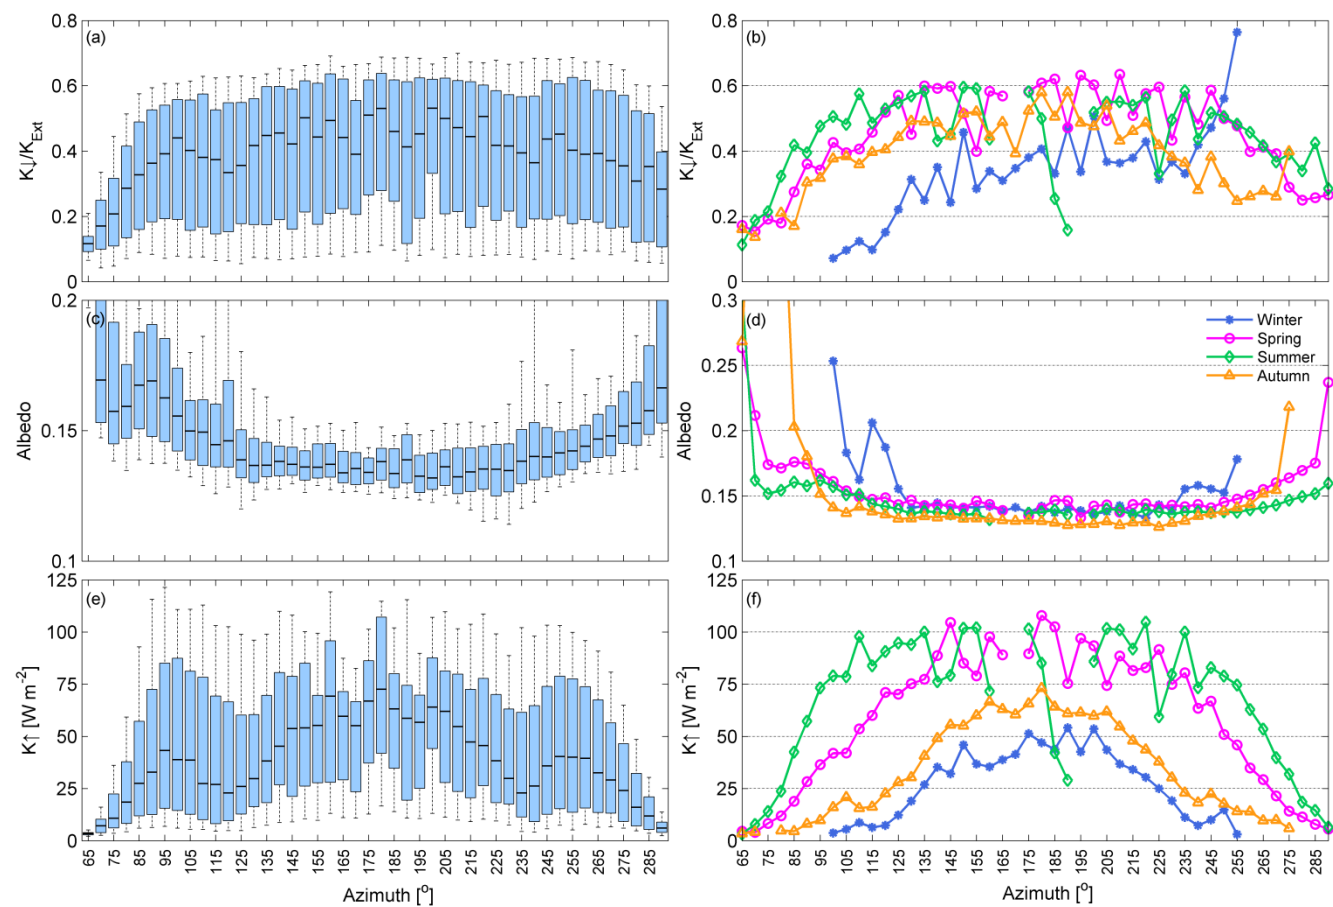 0.8
(a)
0.6
0.4
0.2
0
K↓/K_Ext
0.8
(b)
0.6
0.4
0.2
0
K↓/K_Ext
0.2
(c)
0.15
0.1
Albedo
0.3
(d)
0.25
0.2
0.15
0.1
Albedo
Winter
Spring
Summer
Autumn
125
(e)
100
75
50
25
0
K↑ [W m⁻²]
65 75 85 95 105 115 125 135 145 155 165 175 185 195 205 215 225 235 245 255 265 275 285
Azimuth [°]
125
(f)
100
75
50
25
0
K↑ [W m⁻²]
65 75 85 95 105 115 125 135 145 155 165 175 185 195 205 215 225 235 245 255 265 275 285
Azimuth [°]